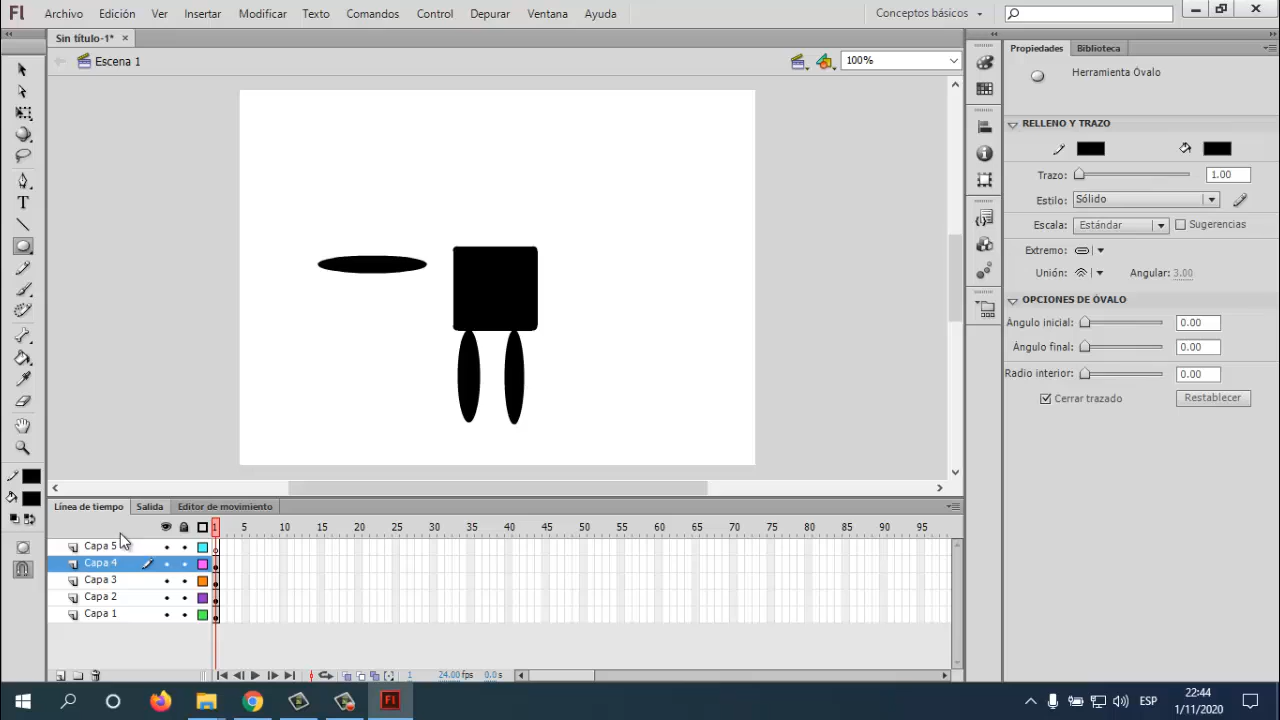 Fl Archivo Edición Ver Insertar Modificar Texto Comandos Control Depurar Ventana Ayuda Conceptos básicos
Sin título-1* ×
Escena 1 100%
Propiedades Biblioteca
Herramienta Óvalo
RELLENO Y TRAZO
Trazo: 1.00
Estilo: Sólido
Escala: Estándar Sugerencias
Extremo:
Unión: Angular: 3.00
OPCIONES DE ÓVALO
Ángulo inicial: 0.00
Ángulo final: 0.00
Radio interior: 0.00
Cerrar trazado Restablecer
Línea de tiempo Salida Editor de movimiento
1 5 10 15 20 25 30 35 40 45 50 55 60 65 70 75 80 85 90 95
Capa 5
Capa 4
Capa 3
Capa 2
Capa 1
1 24.00 fps 0.0 s
Fl ESP 22:44
1/11/2020